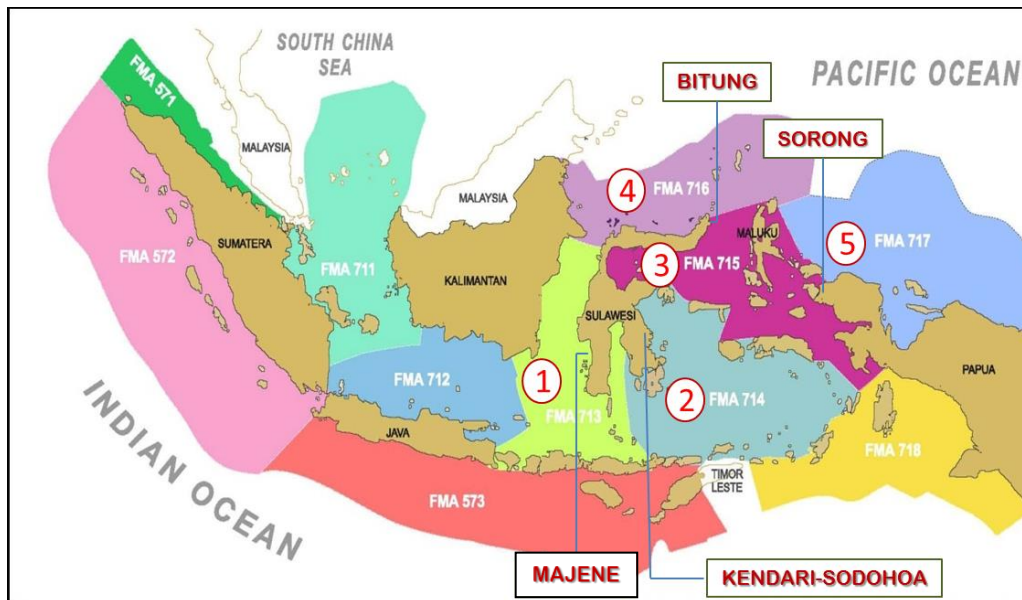 SOUTH CHINA
SEA
PACIFIC OCEAN
BITUNG
SORONG
FMA 571
MALAYSIA
MALAYSIA
4
FMA 716
FMA 572
SUMATERA
FMA 711
KALIMANTAN
3
FMA 715
MALUKU
5
FMA 717
SULAWESI
1
FMA 712
FMA 713
2
FMA 714
PAPUA
JAVA
FMA 718
INDIAN OCEAN
FMA 573
TIMOR
LESTE
MAJENE
KENDARI-SODOHOA